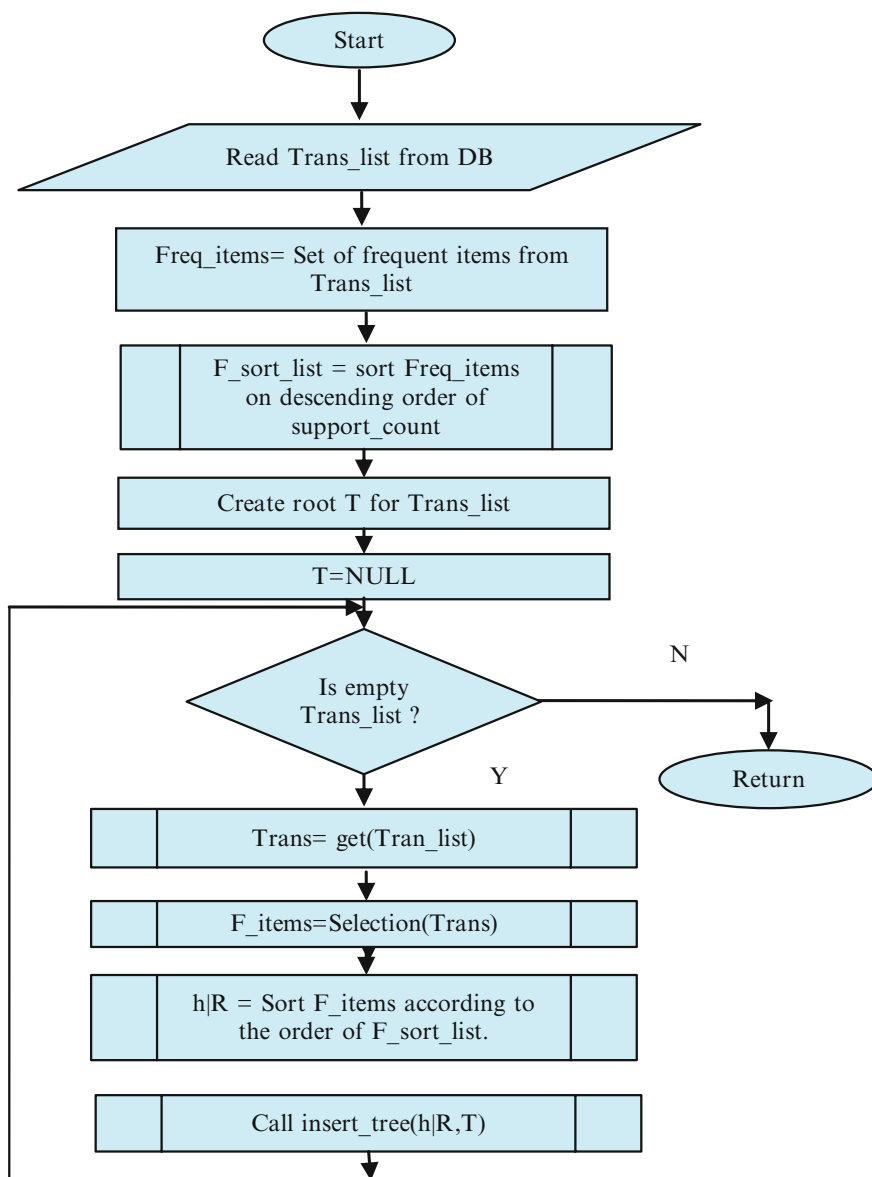 Start
Read Trans_list from DB
Freq_items= Set of frequent items from
Trans_list
F_sort_list = sort Freq_items
on descending order of
support_count
Create root T for Trans_list
T=NULL
Is empty
Trans_list ?
N
Return
Y
Trans= get(Tran_list)
F_items=Selection(Trans)
h|R = Sort F_items according to
the order of F_sort_list.
Call insert_tree(h|R,T)